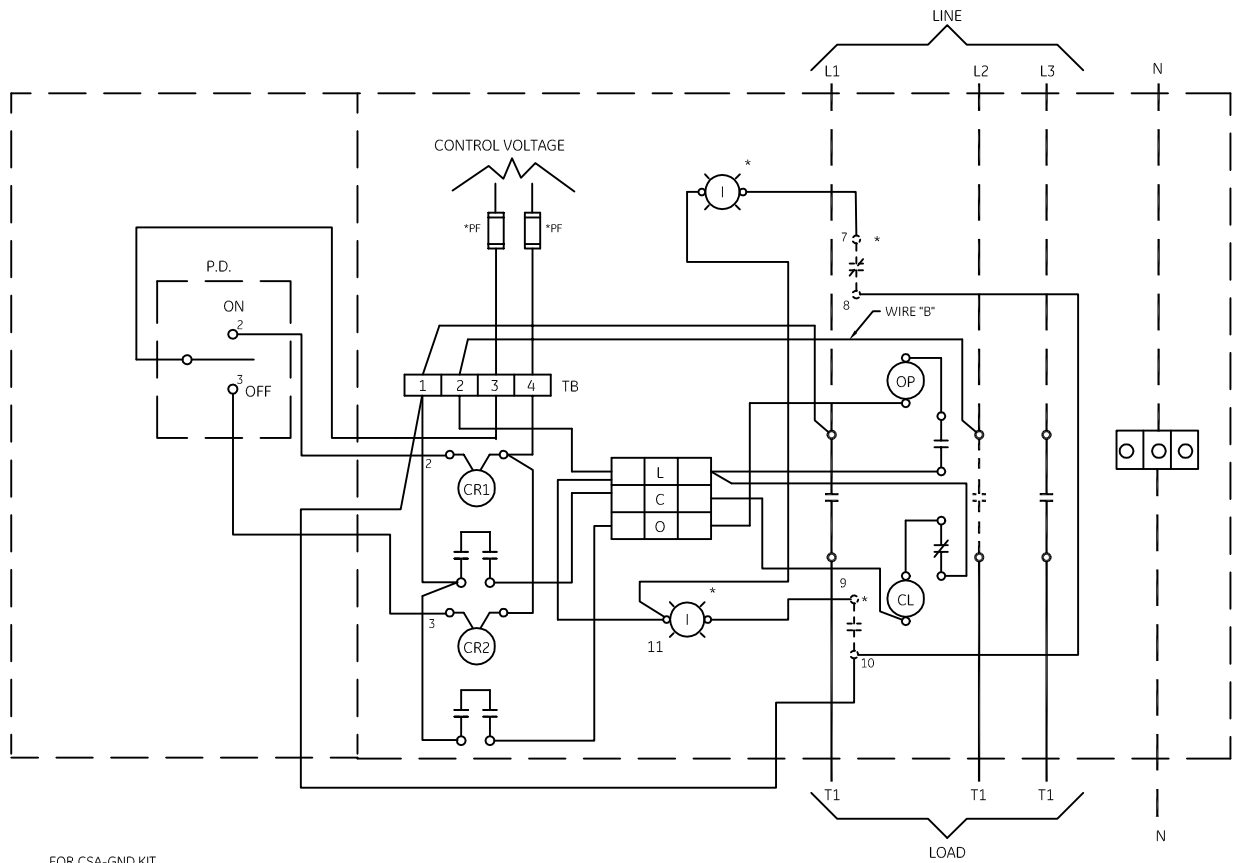 LINE
L1
L2
L3
N
CONTROL VOLTAGE
*
I
*PF
*PF
7
*
P.D.
8
ON
WIRE "B"
2
3
OFF
OP
1 2 3 4 TB
2
L
CR1
C
O
9
*
CL
*
I
3
11
CR2
10
T1
T1
T1
N
LOAD
FOR CSA-GND KIT